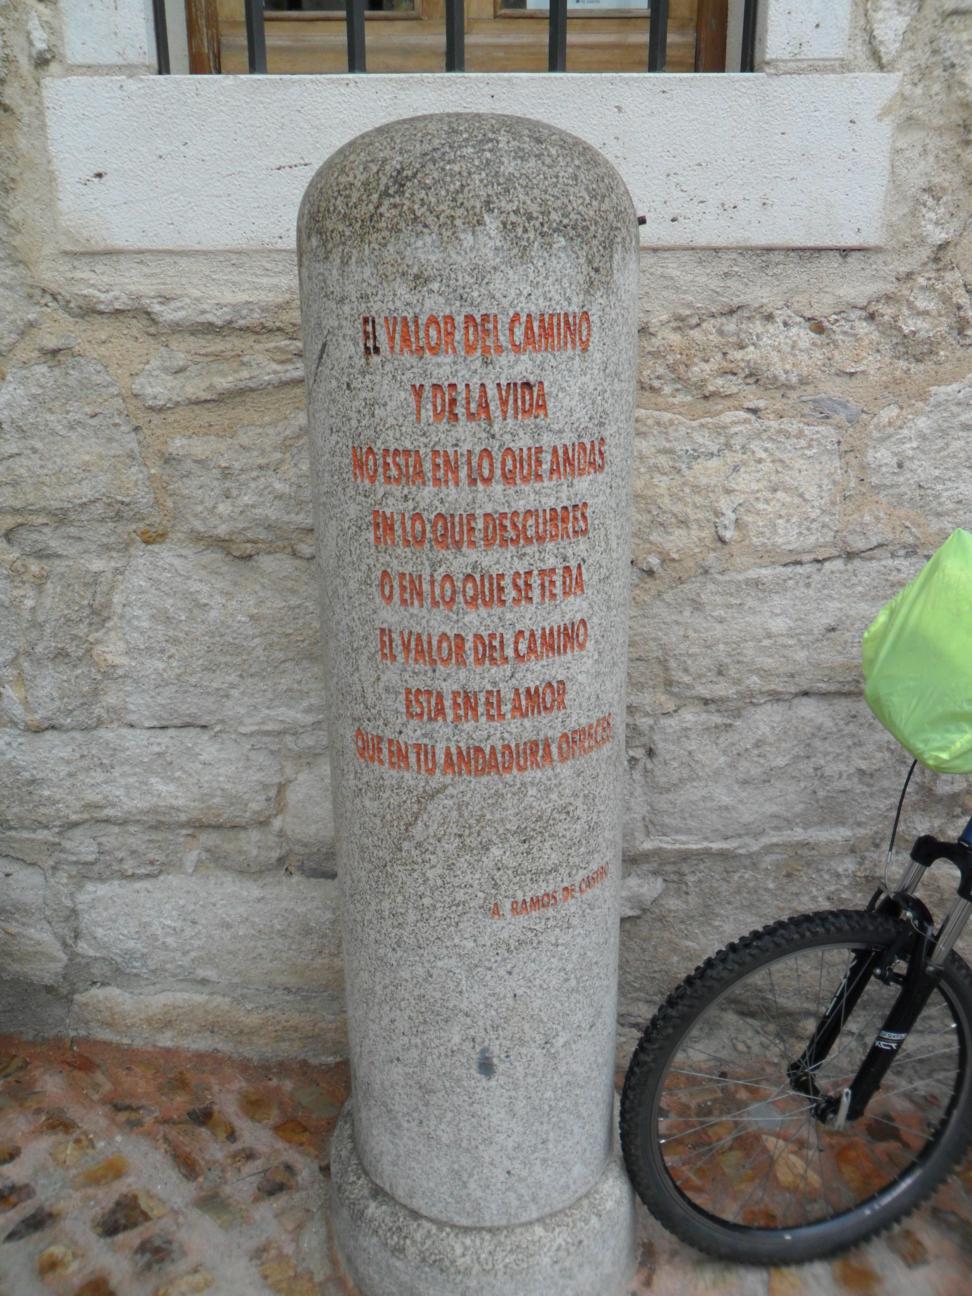 EL VALOR DEL CAMINO
Y DE LA VIDA
NO ESTA EN LO QUE ANDAS
EN LO QUE DESCUBRES
O EN LO QUE SE TE DA
EL VALOR DEL CAMINO
ESTA EN EL AMOR
QUE EN TU ANDADURA OFRECES
A. RAMOS DE CASTRO